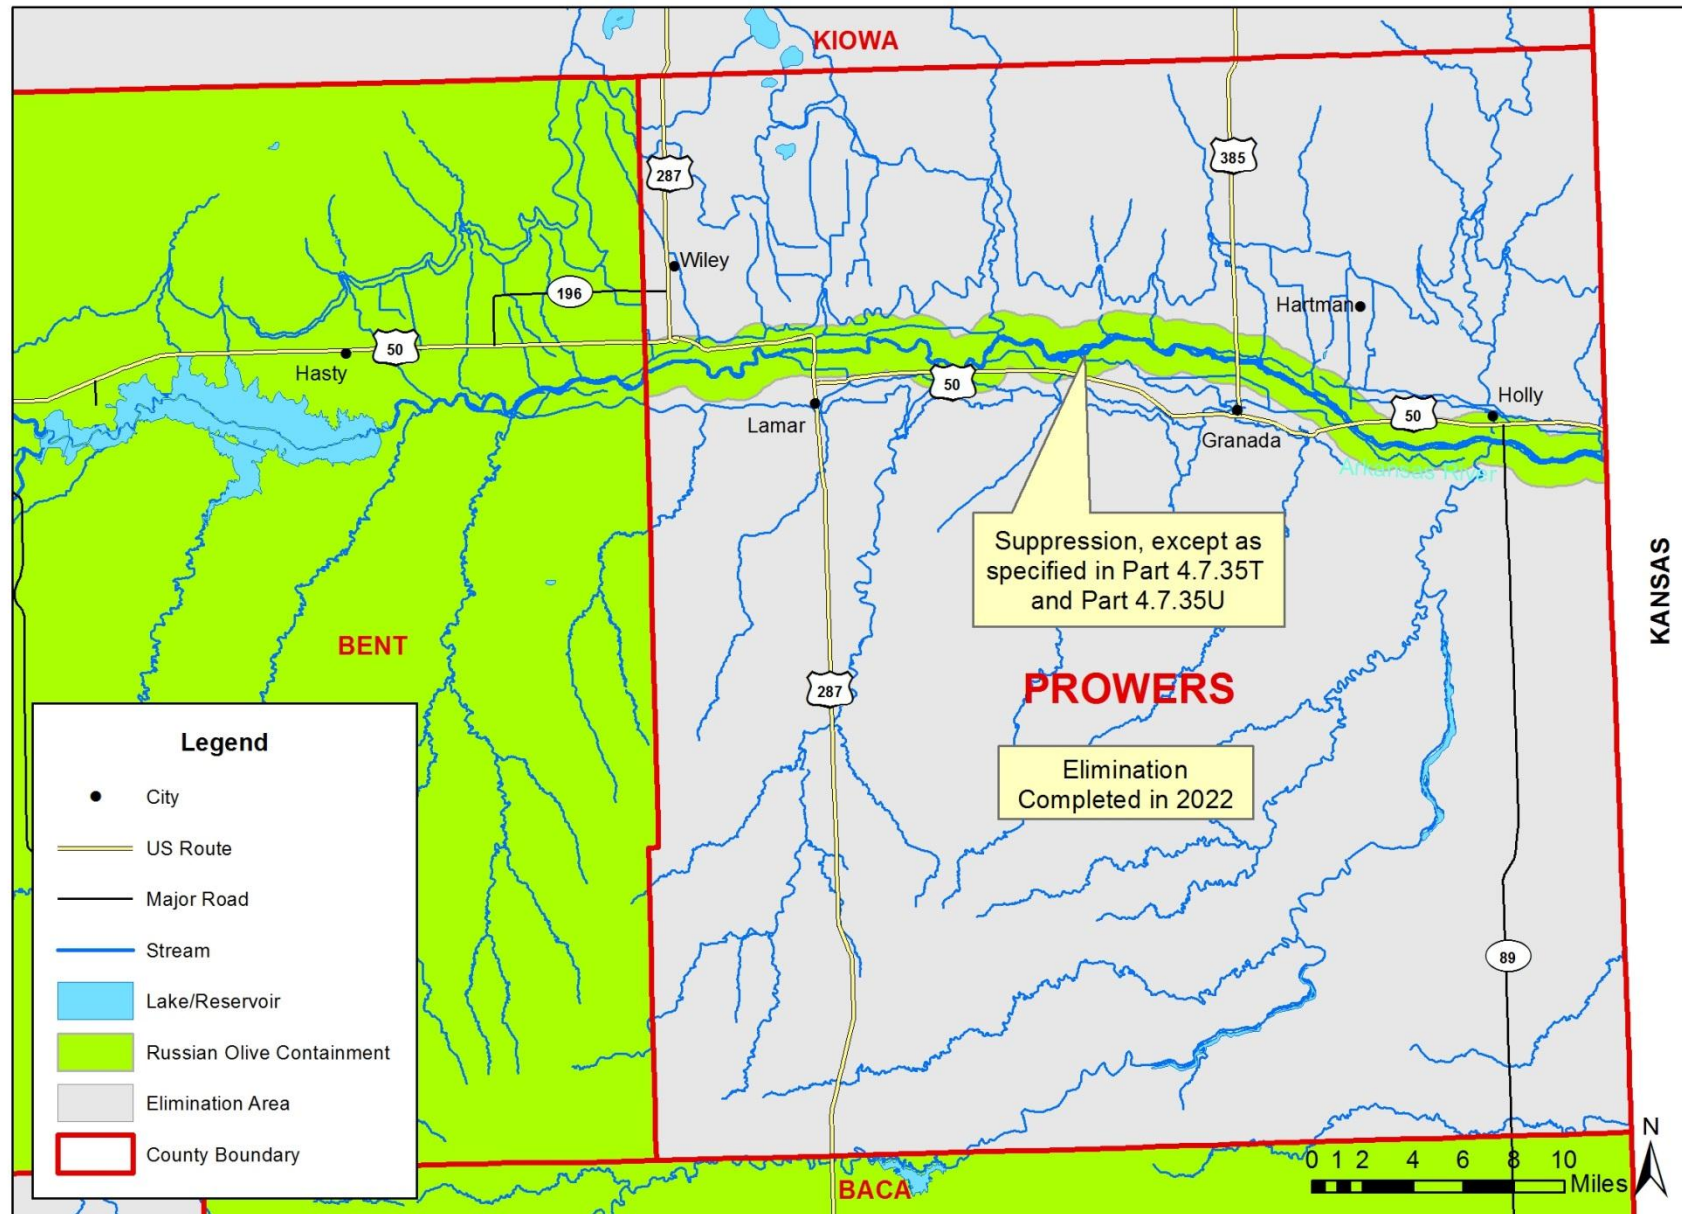 KIOWA
287
385
Wiley
196
Hartman
50
Hasty
50
Holly
50
Lamar
Granada
Arkansas River
Suppression, except as
specified in Part 4.7.35T
and Part 4.7.35U
KANSAS
BENT
287
PROWERS
Elimination
Completed in 2022
Legend
City
US Route
Major Road
Stream
Lake/Reservoir
Russian Olive Containment
Elimination Area
County Boundary
89
BACA
N
0 1 2 4 6 8 10
Miles